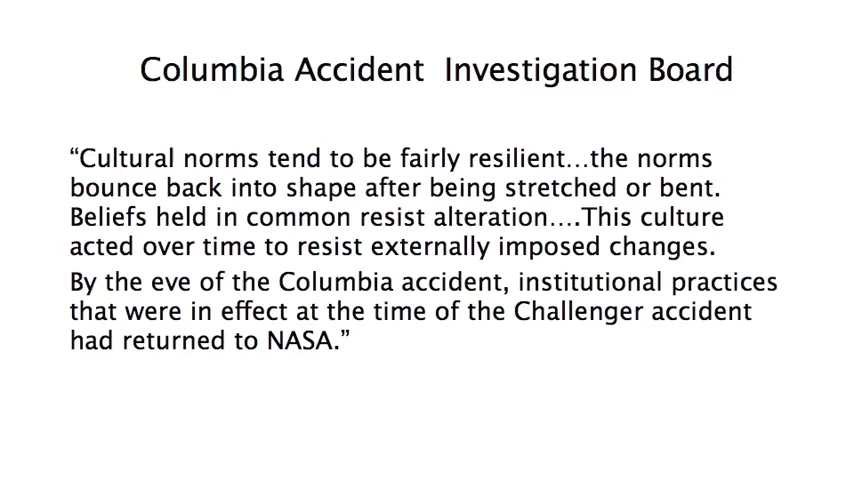 Columbia Accident  Investigation Board
“Cultural norms tend to be fairly resilient…the norms
bounce back into shape after being stretched or bent.
Beliefs held in common resist alteration….This culture
acted over time to resist externally imposed changes.
By the eve of the Columbia accident, institutional practices
that were in effect at the time of the Challenger accident
had returned to NASA.”